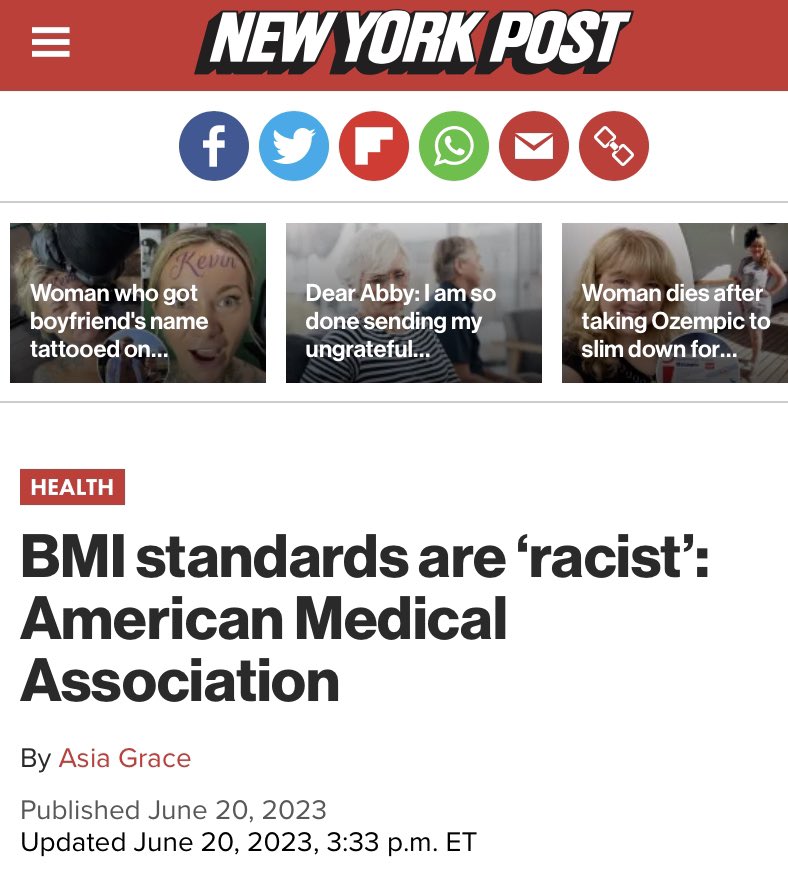 NEW YORK POST
Kevin
Woman who got
boyfriend's name
tattooed on...
Dear Abby: I am so
done sending my
ungrateful...
Woman dies after
taking Ozempic to
slim down for...
HEALTH
BMI standards are ‘racist’:
American Medical
Association
By Asia Grace
Published June 20, 2023
Updated June 20, 2023, 3:33 p.m. ET